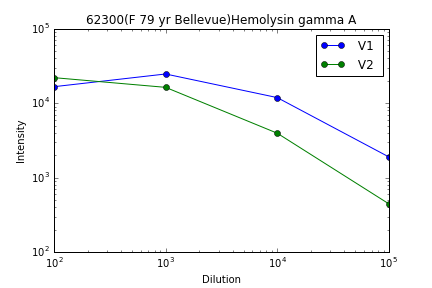 62300(F 79 yr Bellevue)Hemolysin gamma A
10^5
10^4
10^3
10^2
Intensity
V1
V2
10^2 10^3 10^4 10^5
Dilution